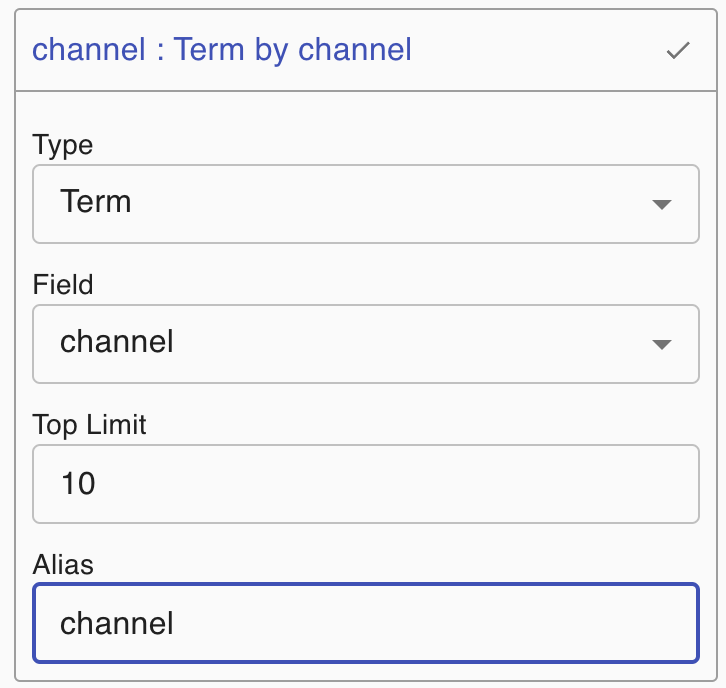 channel : Term by channel
Type
Term
Field
channel
Top Limit
10
Alias
channel